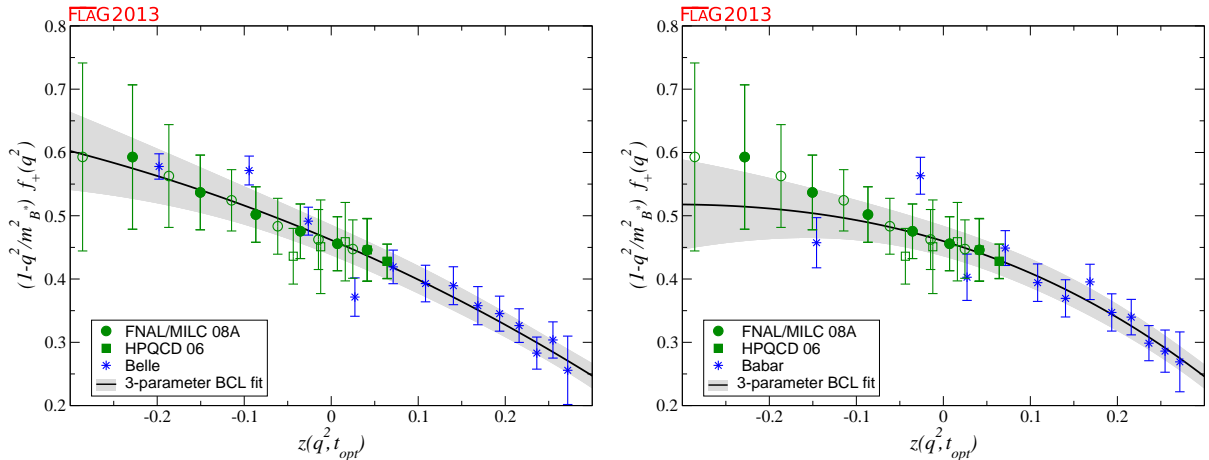 FLAG2013
0.8
0.7
0.6
0.5
0.4
0.3
0.2
(1-q²/m²_B*) f₊(q²)
FNAL/MILC 08A
HPQCD 06
Belle
3-parameter BCL fit
-0.2
-0.1
0
0.1
0.2
z(q², t_opt)
FLAG2013
0.8
0.7
0.6
0.5
0.4
0.3
0.2
(1-q²/m²_B*) f₊(q²)
FNAL/MILC 08A
HPQCD 06
Babar
3-parameter BCL fit
-0.2
-0.1
0
0.1
0.2
z(q², t_opt)